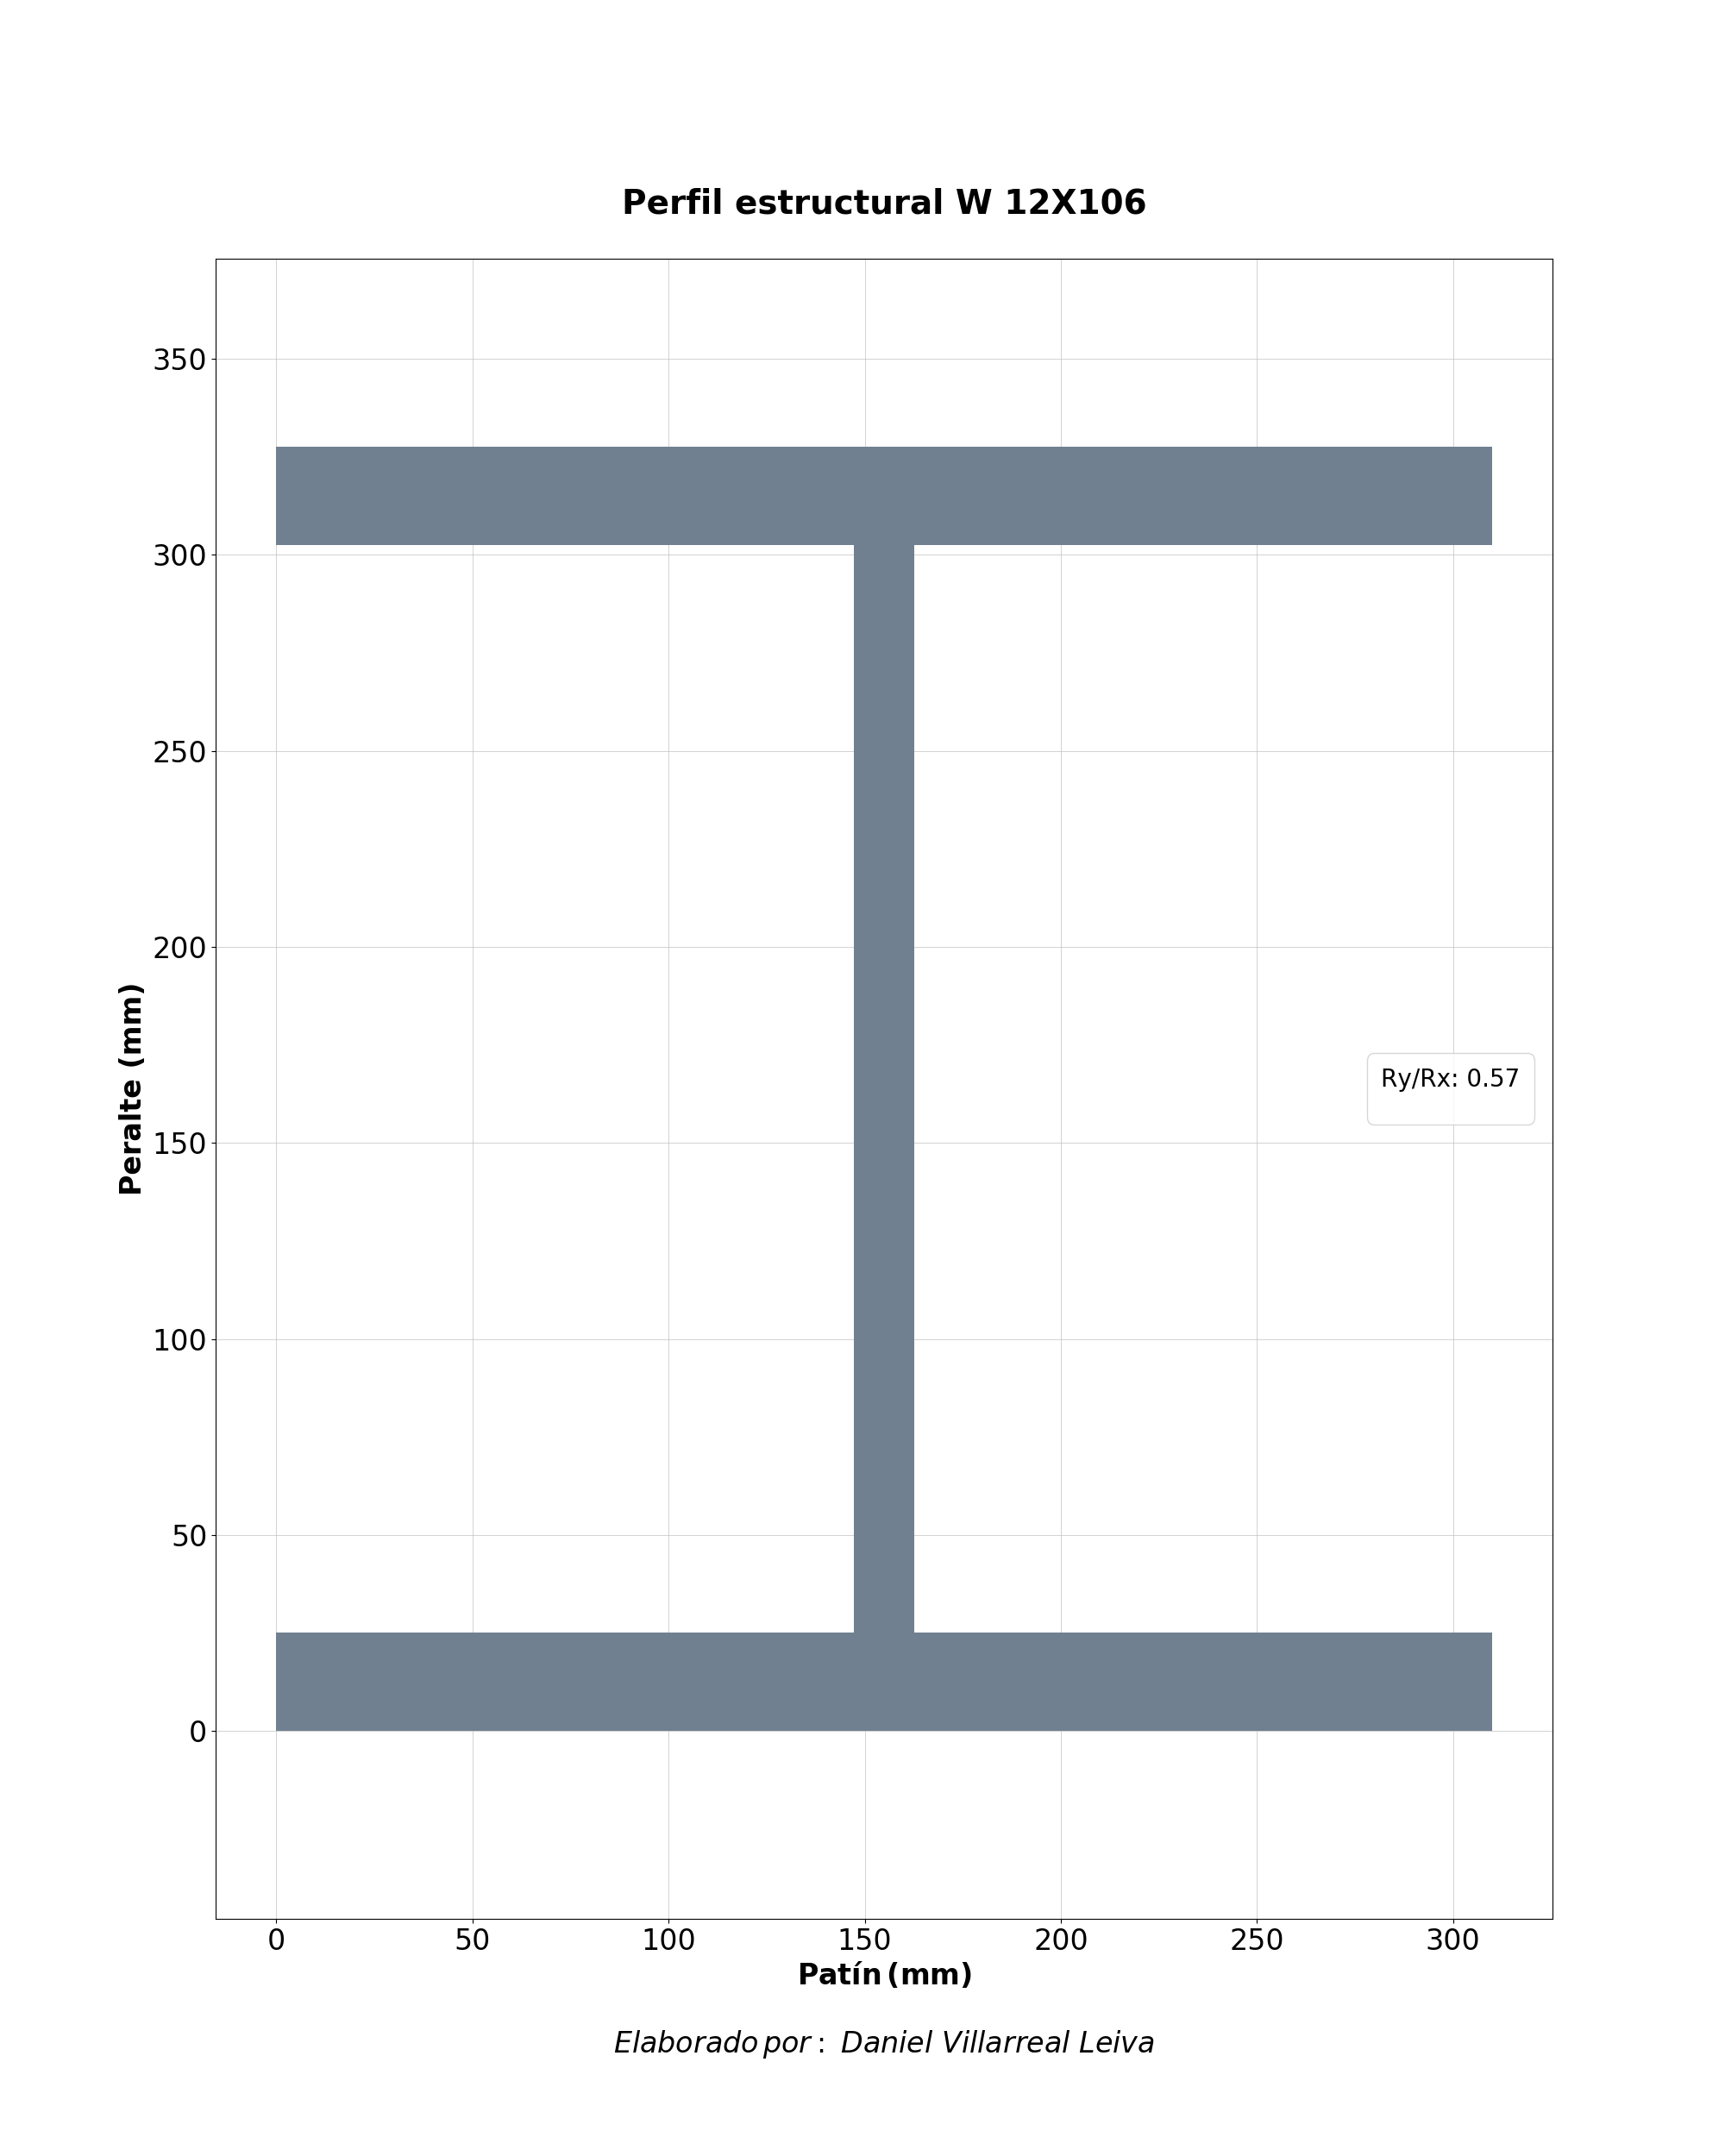 Perfil estructural W 12X106
350
300
250
200
150
100
50
0
Peralte (mm)
Ry/Rx: 0.57
0 50 100 150 200 250 300
Patín (mm)
Elaborado por: Daniel Villarreal Leiva